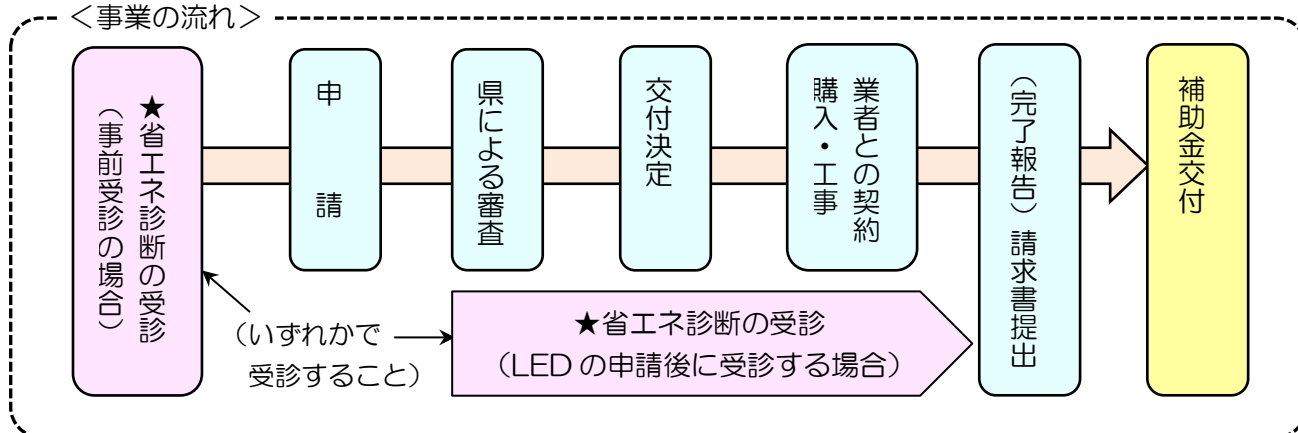 ＜事業の流れ＞
★省エネ診断の受診
（事前受診の場合）
申請
県による審査
交付決定
業者との契約
購入・工事
（完了報告）請求書提出
補助金交付
（いずれかで
受診すること）
★省エネ診断の受診
（LED の申請後に受診する場合）